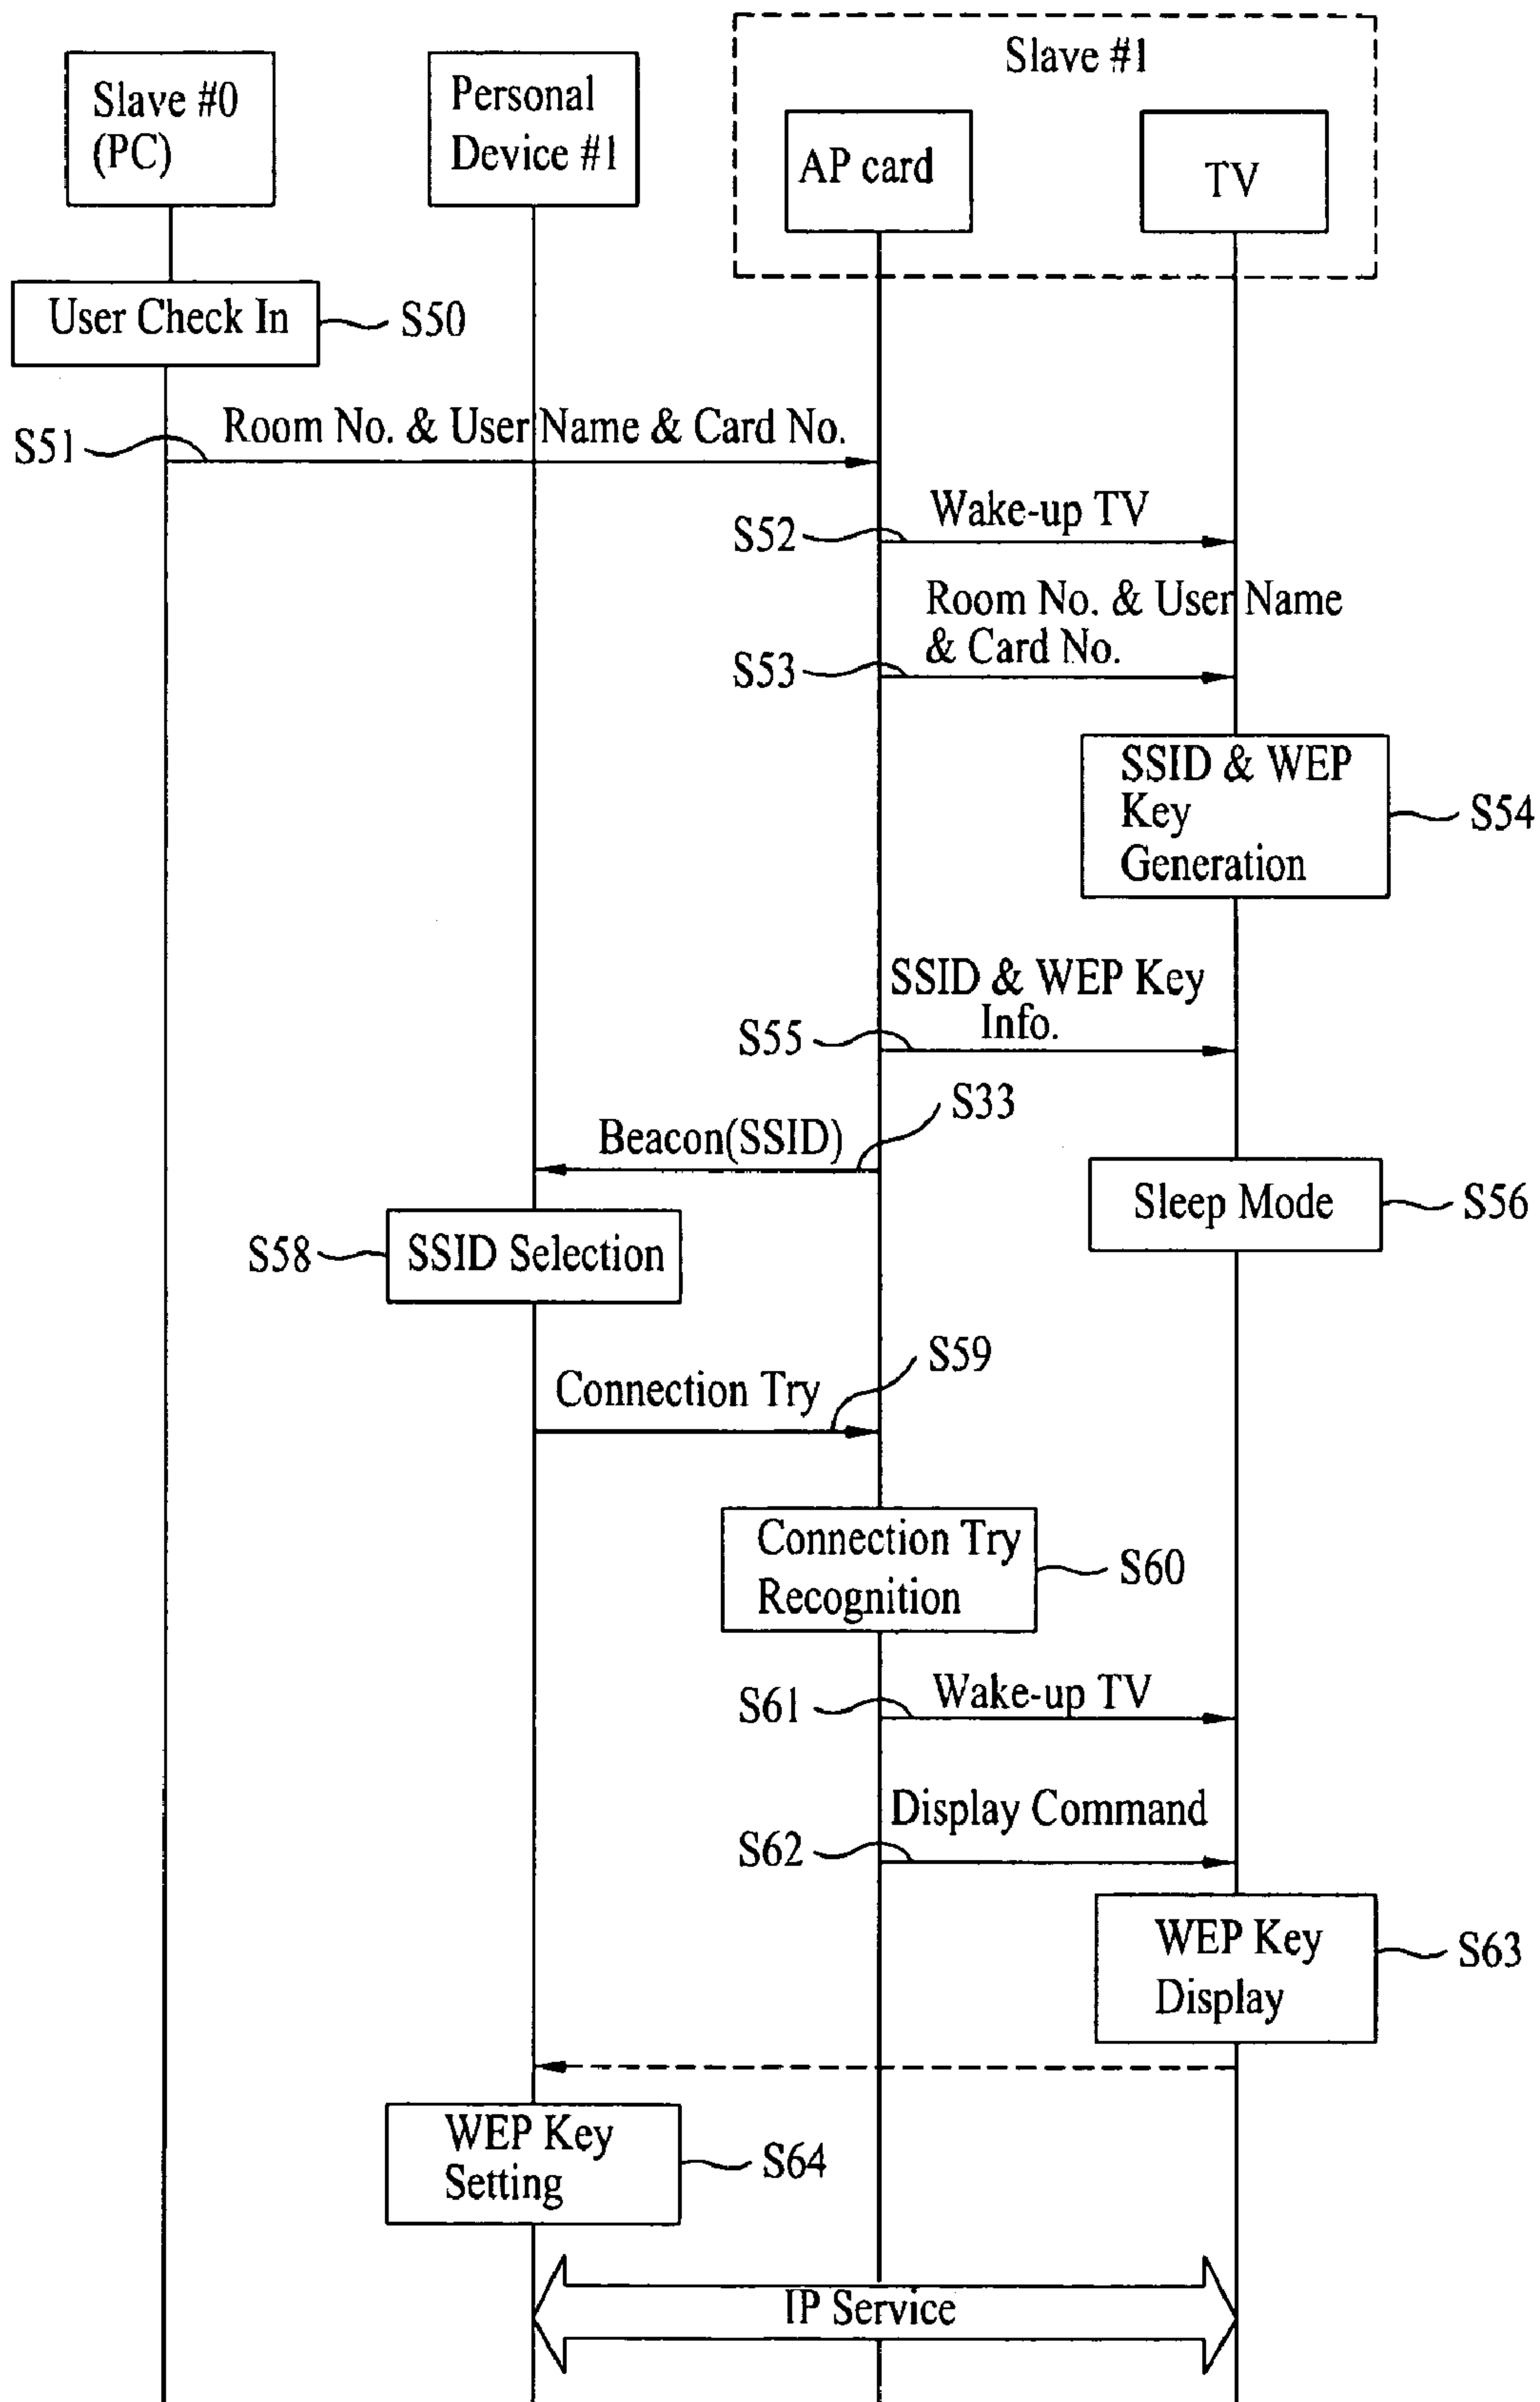 Slave #1
Slave #0
(PC)
Personal
Device #1
AP card
TV
User Check In
S50
Room No. & User Name & Card No.
S51
Wake-up TV
S52
Room No. & User Name
& Card No.
S53
SSID & WEP
Key
Generation
S54
SSID & WEP Key
Info.
S55
S33
Beacon(SSID)
Sleep Mode
S56
S58
SSID Selection
S59
Connection Try
Connection Try
Recognition
S60
Wake-up TV
S61
Display Command
S62
WEP Key
Display
S63
WEP Key
Setting
S64
IP Service